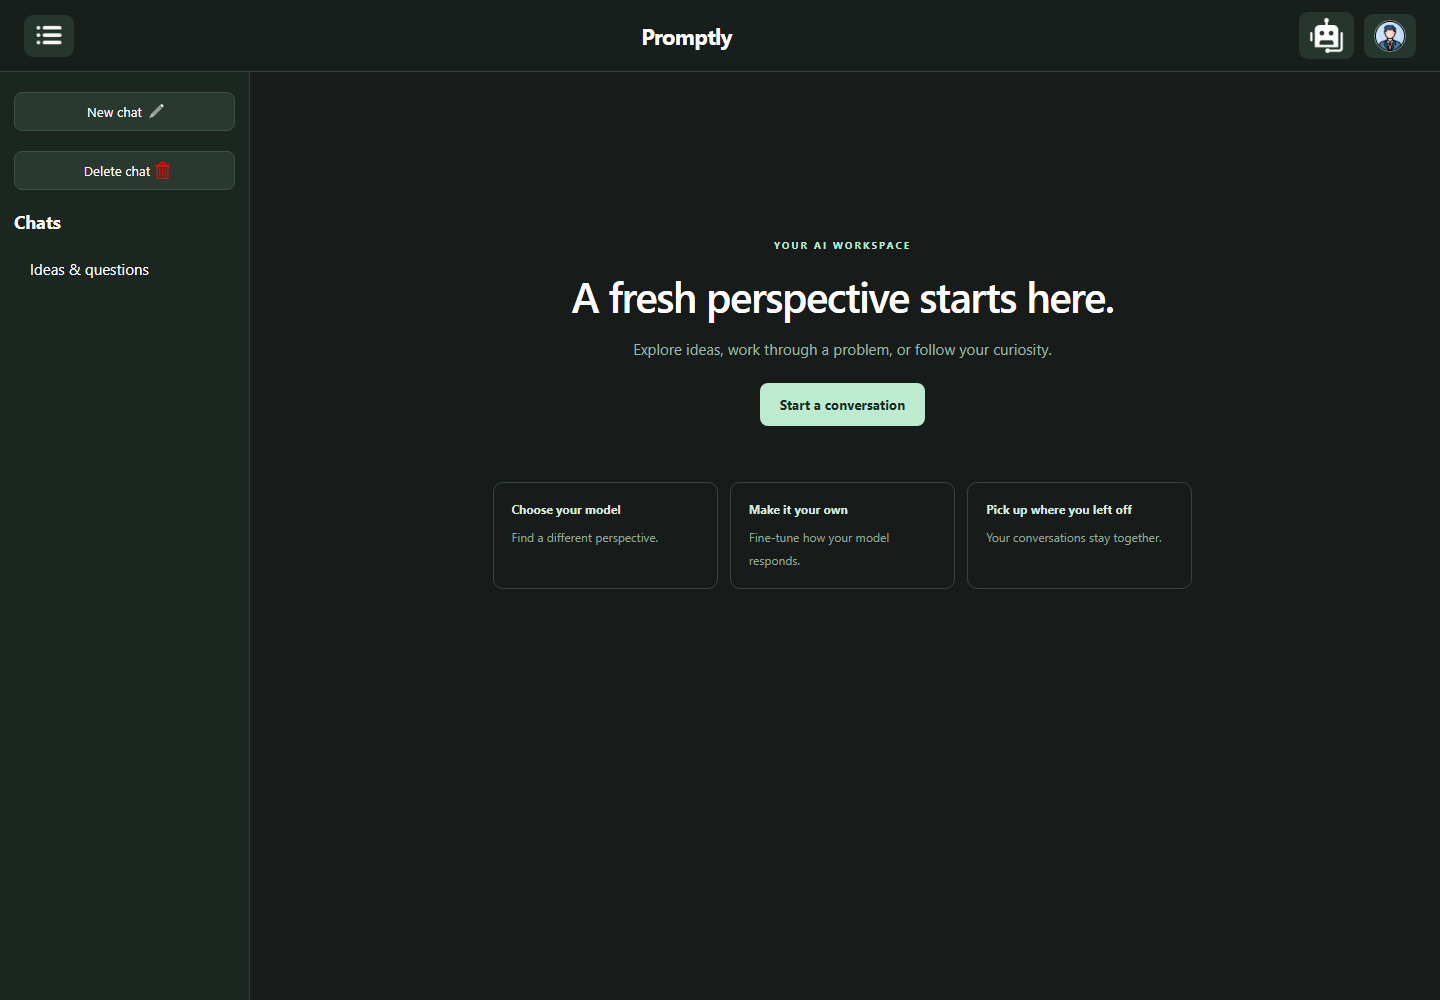 Promptly
New chat
Delete chat
Chats
Ideas & questions
YOUR AI WORKSPACE
A fresh perspective starts here.
Explore ideas, work through a problem, or follow your curiosity.
Start a conversation
Choose your model
Find a different perspective.
Make it your own
Fine-tune how your model
responds.
Pick up where you left off
Your conversations stay together.